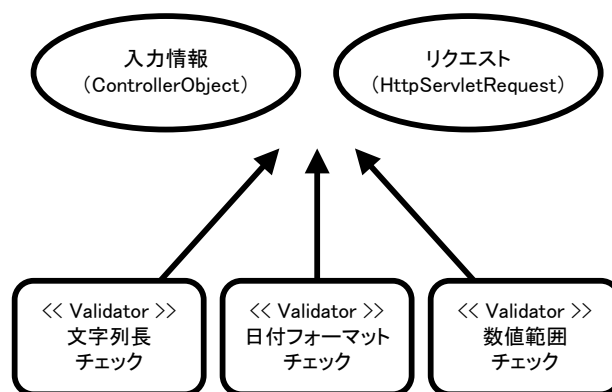 入力情報
（ControllerObject）
リクエスト
（HttpServletRequest）
<< Validator >>
文字列長
チェック
<< Validator >>
日付フォーマット
チェック
<< Validator >>
数値範囲
チェック